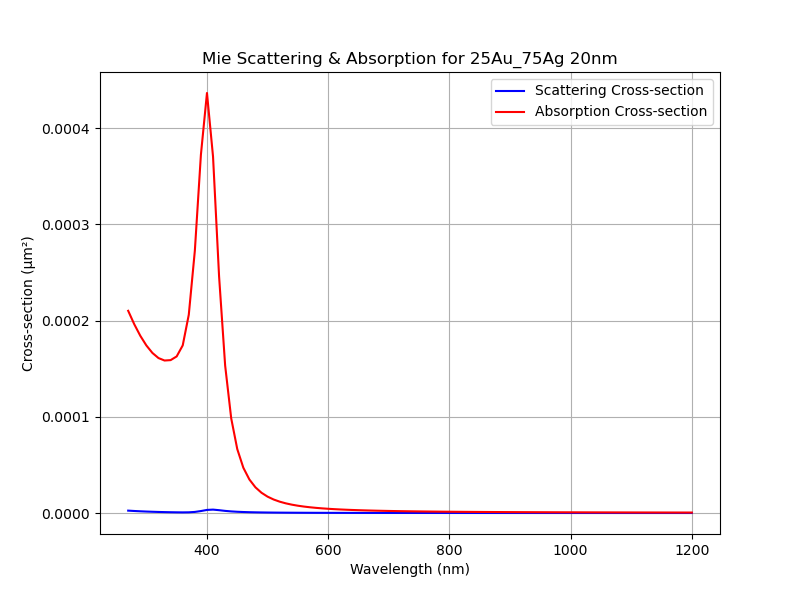 Mie Scattering & Absorption for 25Au_75Ag 20nm
Scattering Cross-section
Absorption Cross-section
Cross-section (μm²)
0.0004
0.0003
0.0002
0.0001
0.0000
400 600 800 1000 1200
Wavelength (nm)